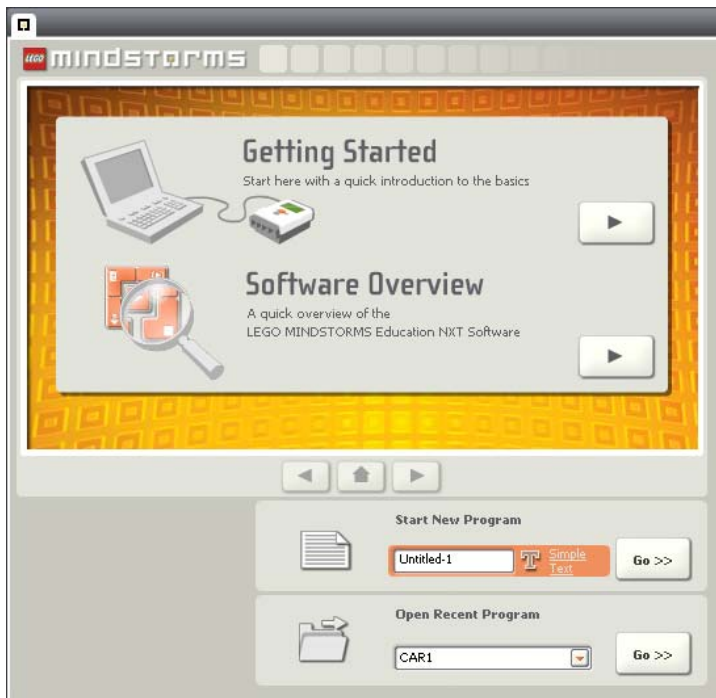 LEGO mindstorms
Getting Started
Start here with a quick introduction to the basics
Software Overview
A quick overview of the
LEGO MINDSTORMS Education NXT Software
Start New Program
Untitled-1
T Simple
Text
Go >>
Open Recent Program
CAR1
Go >>